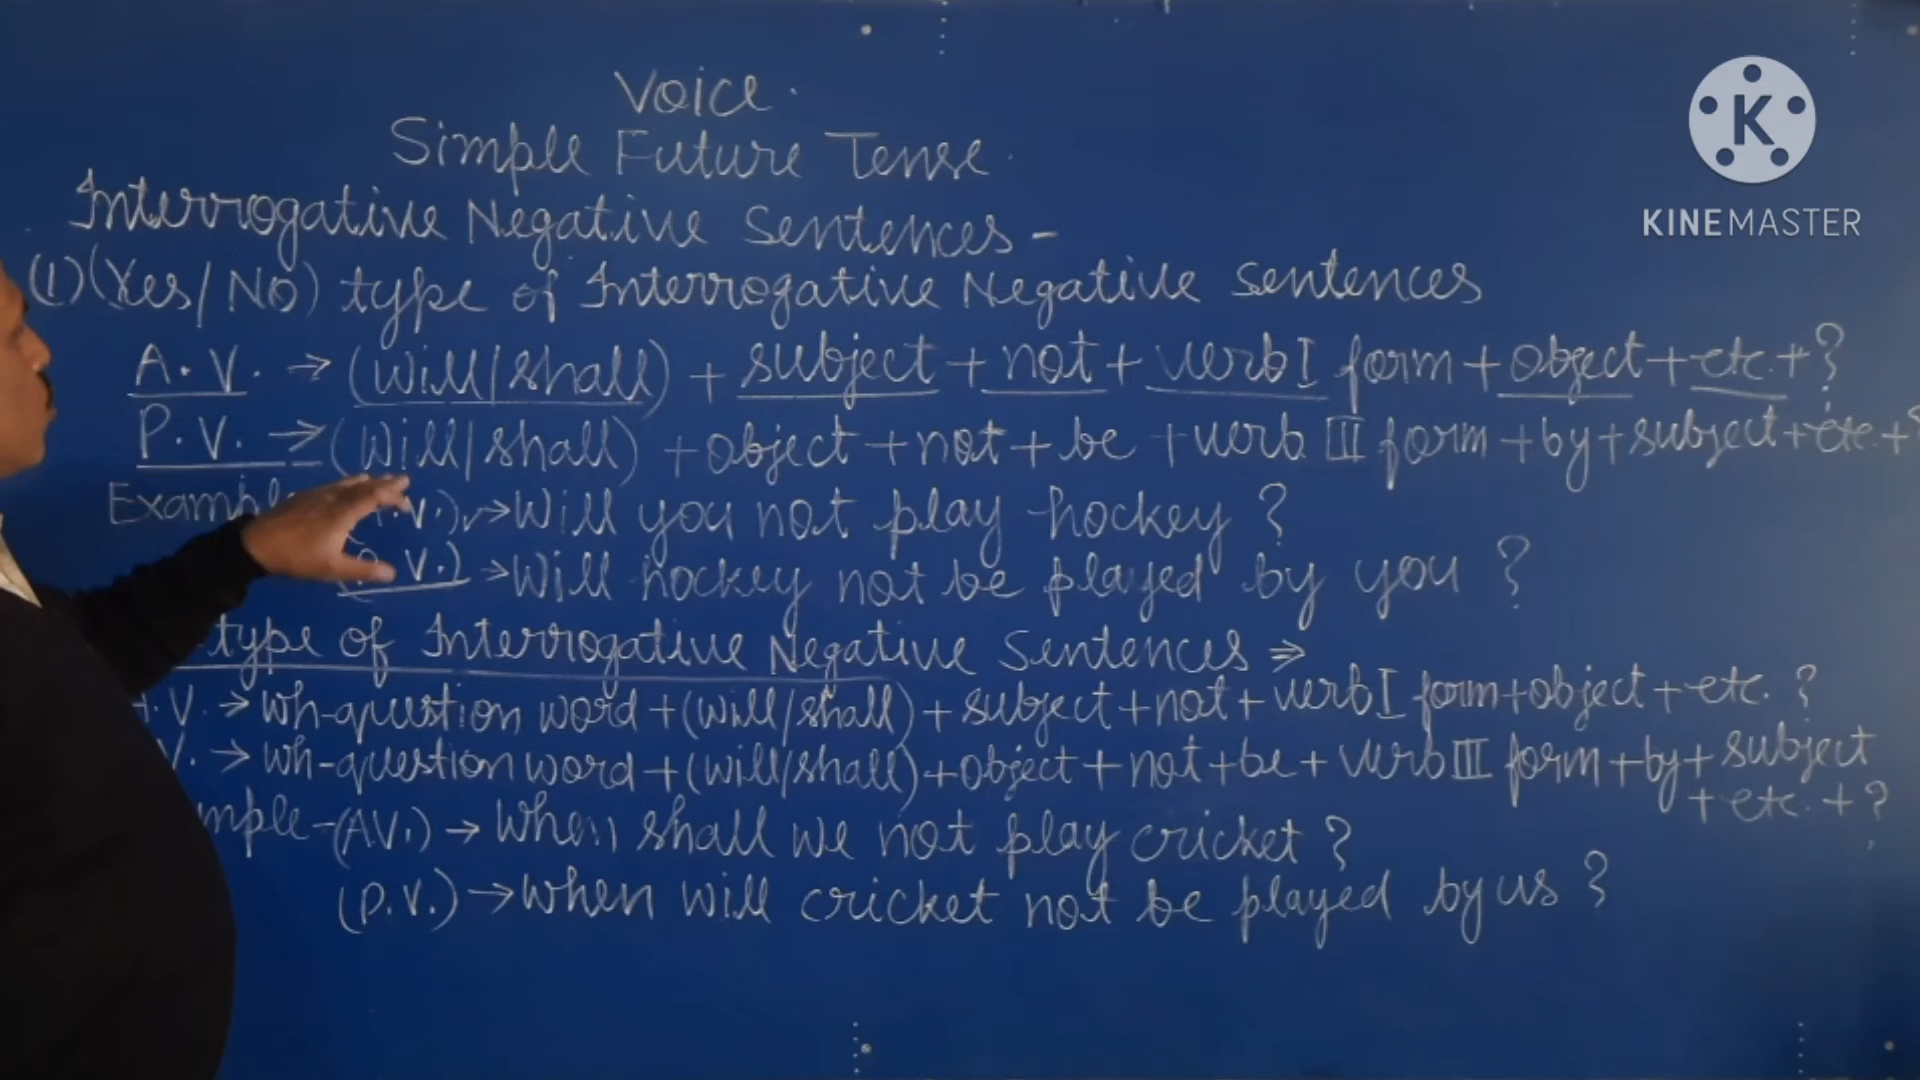 Voice.
Simple Future Tense.
Interrogative Negative Sentences -
(1) (Yes/No) type of Interrogative Negative Sentences
A.V. → (will/shall) + subject + not + verb I form + object + etc. + ?
P.V. → (will/shall) + object + not + be + verb III form + by + subject + etc. +
Example (A.V.) → Will you not play hockey ?
(P.V.) → Will hockey not be played by you ?
type of Interrogative Negative Sentences ⇒
A.V. → wh-question word + (will/shall) + subject + not + verb I form + object + etc. ?
V. → wh-question word + (will/shall) + object + not + be + verb III form + by + subject
+ etc. + ?
mple - (AV.) → When shall we not play cricket ?
(P.V.) → when will cricket not be played by us ?
K
KINEMASTER